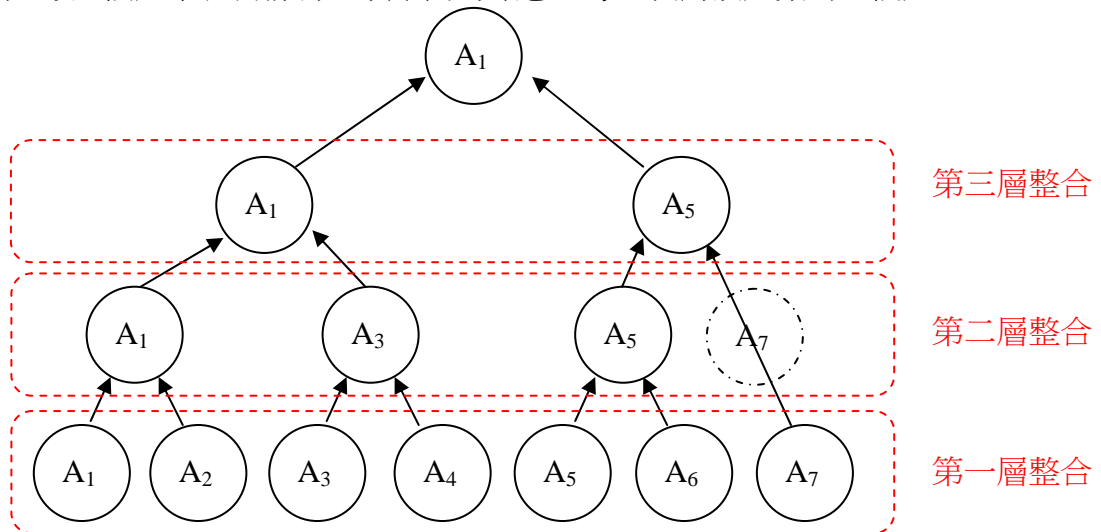 A₁
A₁ A₅ 第三層整合
A₁ A₃ A₅ A₇ 第二層整合
A₁ A₂ A₃ A₄ A₅ A₆ A₇ 第一層整合